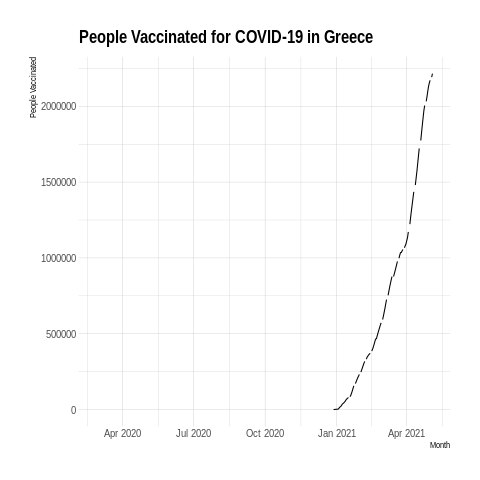 People Vaccinated for COVID-19 in Greece
People Vaccinated
2000000
1500000
1000000
500000
0
Apr 2020 Jul 2020 Oct 2020 Jan 2021 Apr 2021
Month